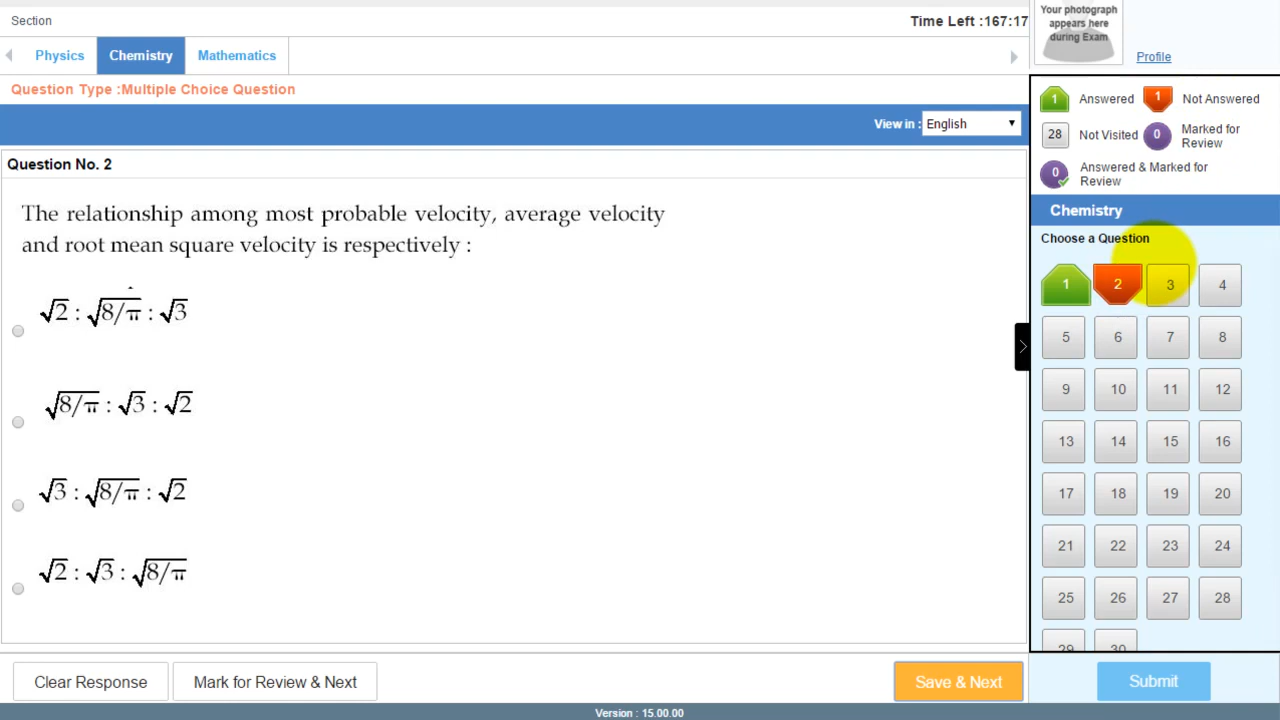 Section
Time Left :167:17
Physics
Chemistry
Mathematics
Question Type :Multiple Choice Question
View in : English
Question No. 2
The relationship among most probable velocity, average velocity
and root mean square velocity is respectively :
√2 : √8/π : √3
√8/π : √3 : √2
√3 : √8/π : √2
√2 : √3 : √8/π
Clear Response
Mark for Review & Next
Save & Next
Your photograph
appears here
during Exam
Profile
1 Answered
1 Not Answered
28 Not Visited
0 Marked for
Review
0 Answered & Marked for
Review
Chemistry
Choose a Question
1 2 3 4
5 6 7 8
9 10 11 12
13 14 15 16
17 18 19 20
21 22 23 24
25 26 27 28
29 30
Submit
Version : 15.00.00